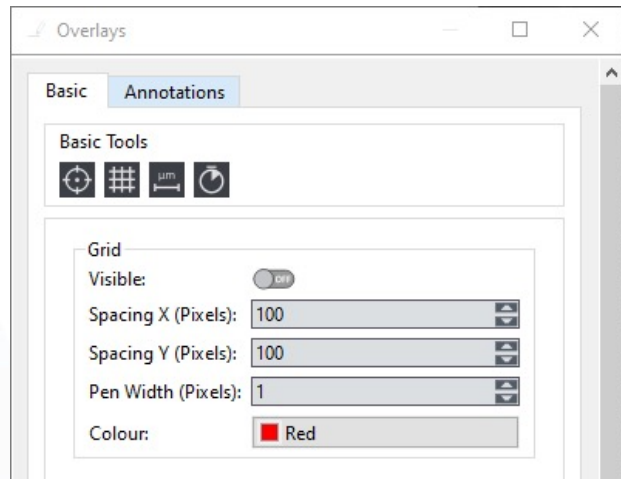 Overlays
Basic Annotations
Basic Tools
µm
Grid
Visible: OFF
Spacing X (Pixels): 100
Spacing Y (Pixels): 100
Pen Width (Pixels): 1
Colour: Red